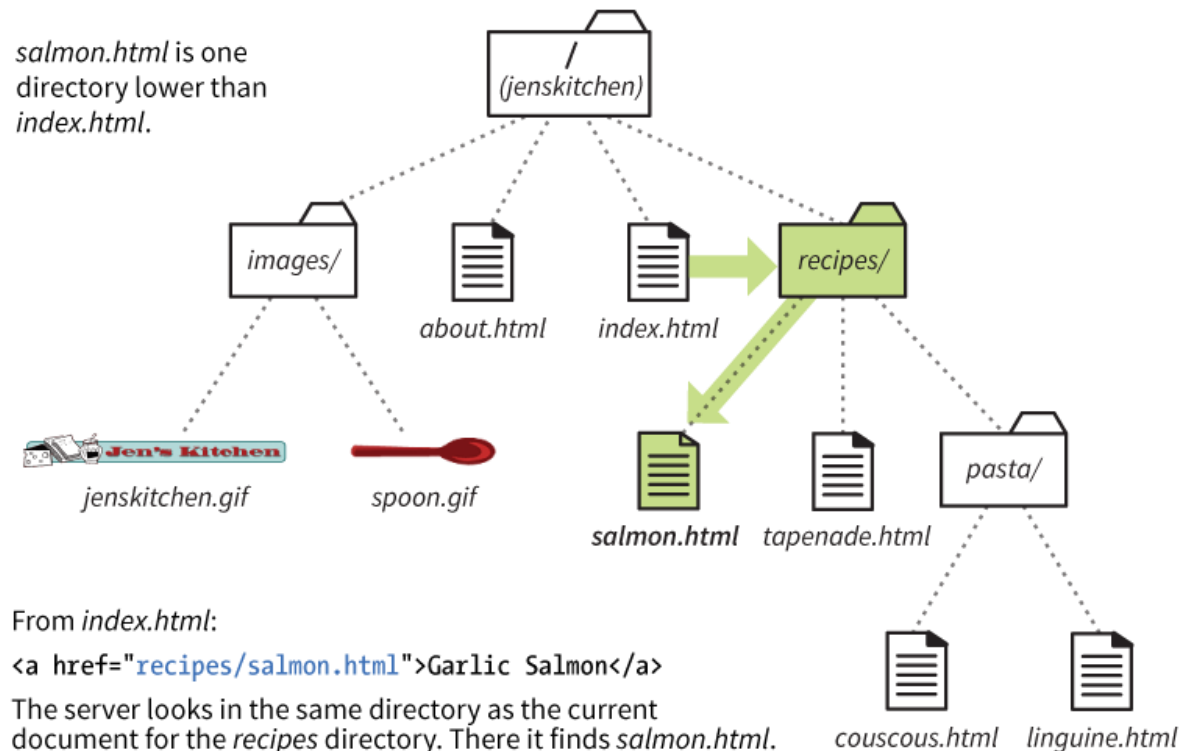 salmon.html is one
directory lower than
index.html.
/
(jenskitchen)
images/
about.html
index.html
recipes/
Jen's Kitchen
jenskitchen.gif
spoon.gif
salmon.html
tapenade.html
pasta/
couscous.html
linguine.html
From index.html:
<a href="recipes/salmon.html">Garlic Salmon</a>
The server looks in the same directory as the current
document for the recipes directory. There it finds salmon.html.